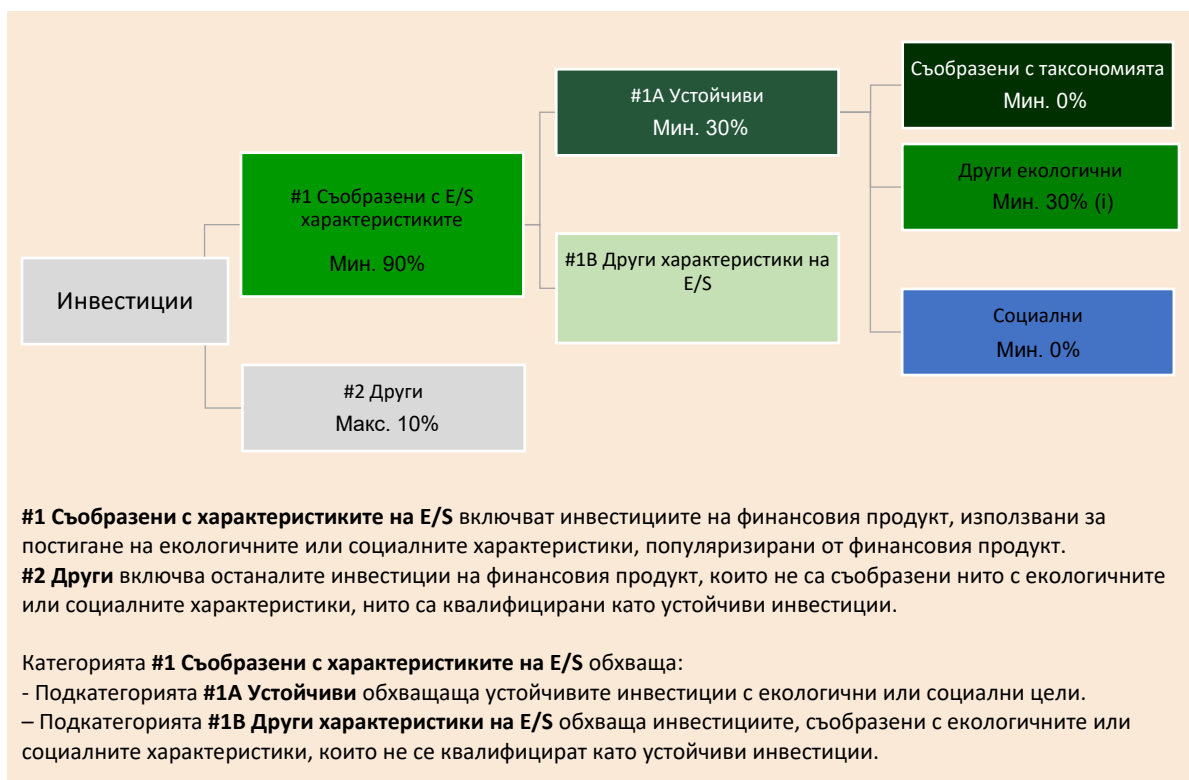 Инвестиции
#1 Съобразени с E/S
характеристиките
Мин. 90%
#2 Други
Макс. 10%
#1A Устойчиви
Мин. 30%
#1B Други характеристики на
E/S
Съобразени с таксономията
Мин. 0%
Други екологични
Мин. 30% (i)
Социални
Мин. 0%
#1 Съобразени с характеристиките на E/S включват инвестициите на финансовия продукт, използвани за
постигане на екологичните или социалните характеристики, популяризирани от финансовия продукт.
#2 Други включва останалите инвестиции на финансовия продукт, които не са съобразени нито с екологичните
или социалните характеристики, нито са квалифицирани като устойчиви инвестиции.
Категорията #1 Съобразени с характеристиките на E/S обхваща:
- Подкатегорията #1A Устойчиви обхващаща устойчивите инвестиции с екологични или социални цели.
– Подкатегорията #1B Други характеристики на E/S обхваща инвестициите, съобразени с екологичните или
социалните характеристики, които не се квалифицират като устойчиви инвестиции.